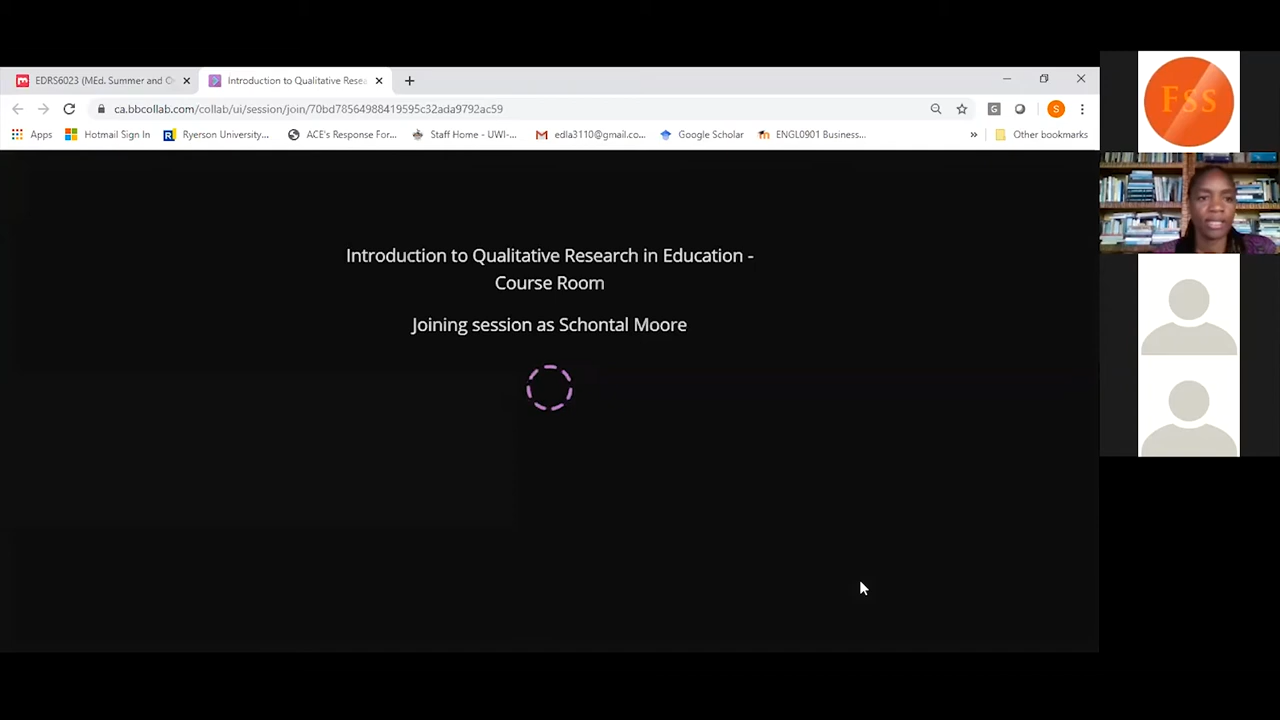 EDRS6023 (MEd. Summer and O
Introduction to Qualitative Resea
ca.bbcollab.com/collab/ui/session/join/70bd78564988419595c32ada9792ac59
Apps
Hotmail Sign In
Ryerson University...
ACE's Response For...
Staff Home - UWI-...
edla3110@gmail.co...
Google Scholar
ENGL0901 Business...
»
Other bookmarks
Introduction to Qualitative Research in Education -
Course Room
Joining session as Schontal Moore
S
Fss